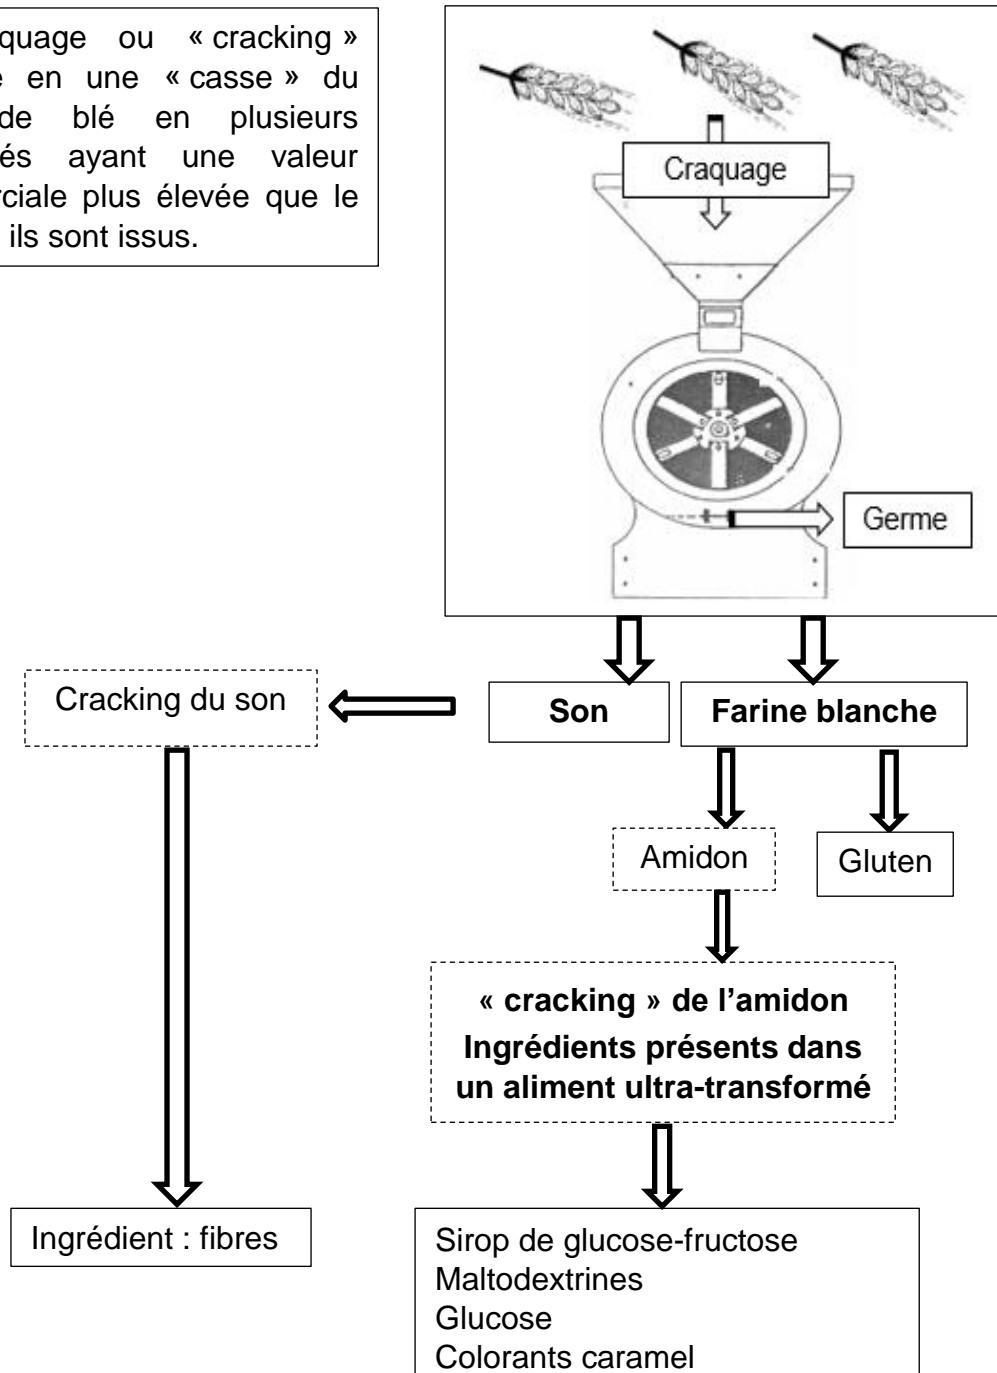 quage ou « cracking »
en une « casse » du
de blé en plusieurs
és ayant une valeur
rciale plus élevée que le
ils sont issus.
Craquage
Germe
Cracking du son
Son
Farine blanche
Amidon
Gluten
« cracking » de l’amidon
Ingrédients présents dans
un aliment ultra-transformé
Ingrédient : fibres
Sirop de glucose-fructose
Maltodextrines
Glucose
Colorants caramel